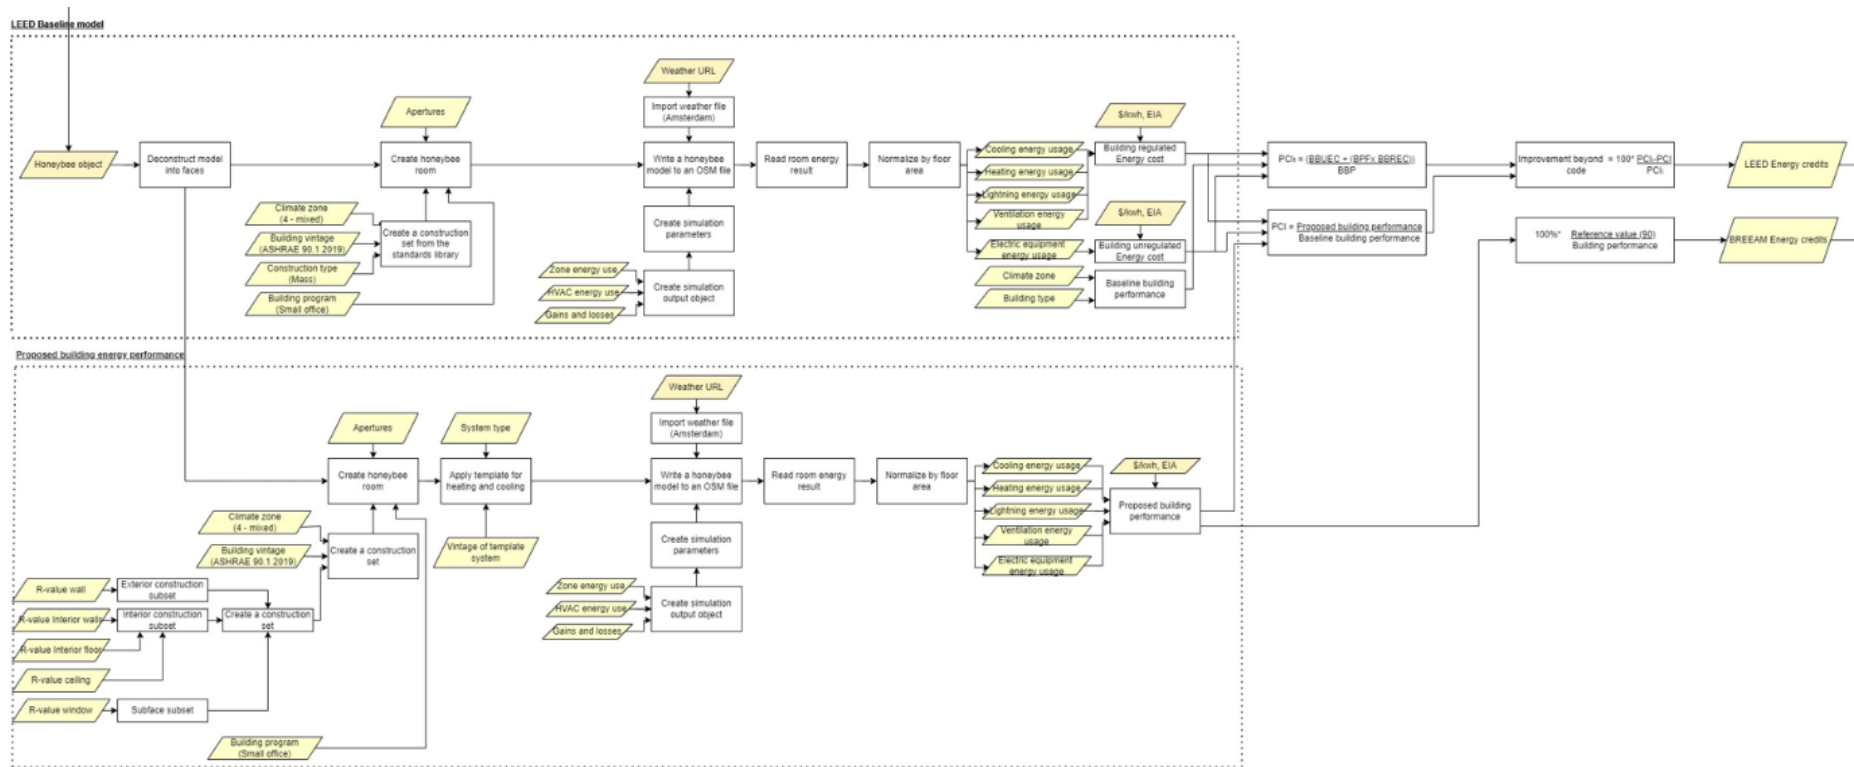 LEED Baseline model
Weather URL
Import weather file
(Amsterdam)
Apertures
$/kwh, EIA
Honeybee object
Deconstruct model
into faces
Create honeybee
room
Write a honeybee
model to an OSM file
Read room energy
result
Normalize by floor
area
Cooling energy usage
Heating energy usage
Lightning energy usage
Ventilation energy
usage
Electric equipment
energy usage
Building regulated
Energy cost
$/kwh, EIA
Building unregulated
Energy cost
Climate zone
Building type
Baseline building
performance
Climate zone
(4 - mixed)
Building vintage
(ASHRAE 90.1 2019)
Construction type
(Mass)
Building program
(Small office)
Create a construction
set from the
standards library
Create simulation
parameters
Zone energy use
HVAC energy use
Gains and losses
Create simulation
output object
PCIt = (BBUEC + (BPFx BBREC))
BBP
PCI = Proposed building performance
Baseline building performance
Improvement beyond = 100* PCIt-PCI
code PCIt
100%* Reference value (90)
Building performance
LEED Energy credits
BREEAM Energy credits
Proposed building energy performance
Weather URL
Import weather file
(Amsterdam)
Apertures
System type
Create honeybee
room
Apply template for
heating and cooling
Write a honeybee
model to an OSM file
Read room energy
result
Normalize by floor
area
Cooling energy usage
Heating energy usage
Lightning energy usage
Ventilation energy
usage
Electric equipment
energy usage
$/kwh, EIA
Proposed building
performance
Climate zone
(4 - mixed)
Building vintage
(ASHRAE 90.1 2019)
Create a construction
set
Vintage of template
system
Create simulation
parameters
Zone energy use
HVAC energy use
Gains and losses
Create simulation
output object
R-value wall
Exterior construction
subset
R-value Interior walls
Interior construction
subset
Create a construction
set
R-value Interior floor
R-value ceiling
R-value window
Subface subset
Building program
(Small office)